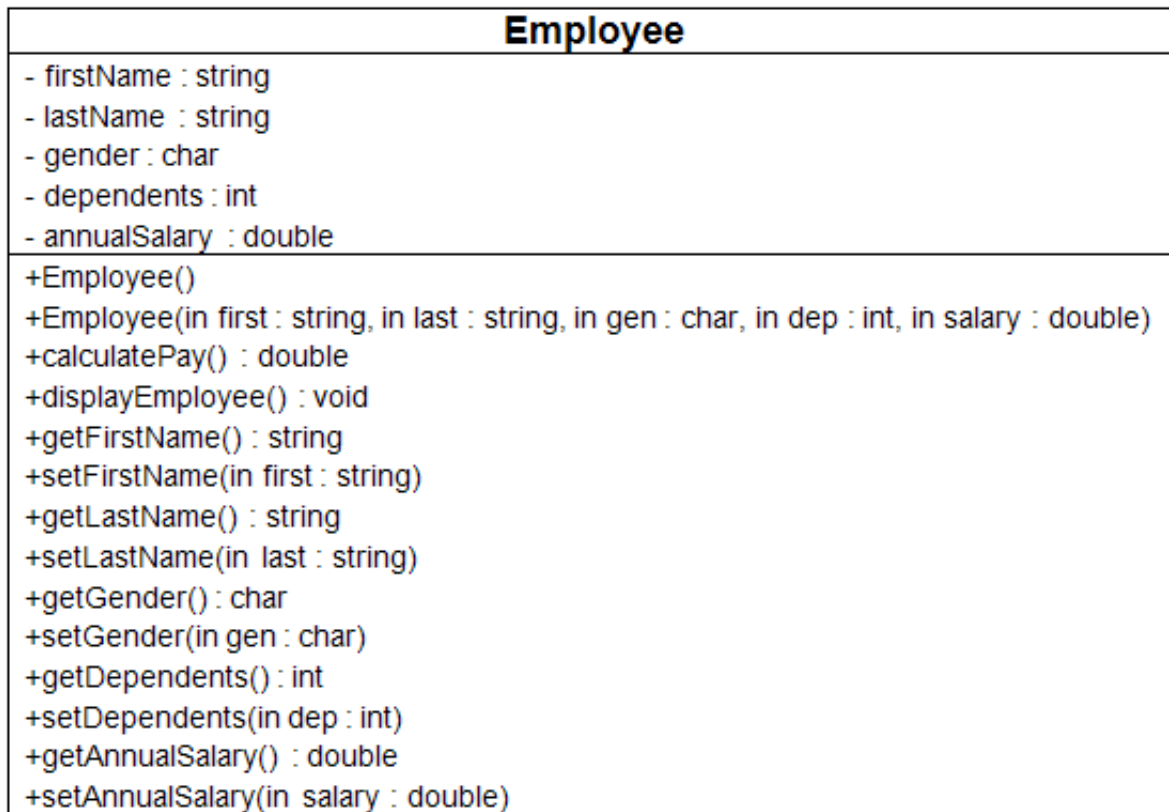 Employee
- firstName : string
- lastName : string
- gender : char
- dependents : int
- annualSalary : double
+Employee()
+Employee(in first : string, in last : string, in gen : char, in dep : int, in salary : double)
+calculatePay() : double
+displayEmployee() : void
+getFirstName() : string
+setFirstName(in first : string)
+getLastName() : string
+setLastName(in last : string)
+getGender() : char
+setGender(in gen : char)
+getDependents() : int
+setDependents(in dep : int)
+getAnnualSalary() : double
+setAnnualSalary(in salary : double)